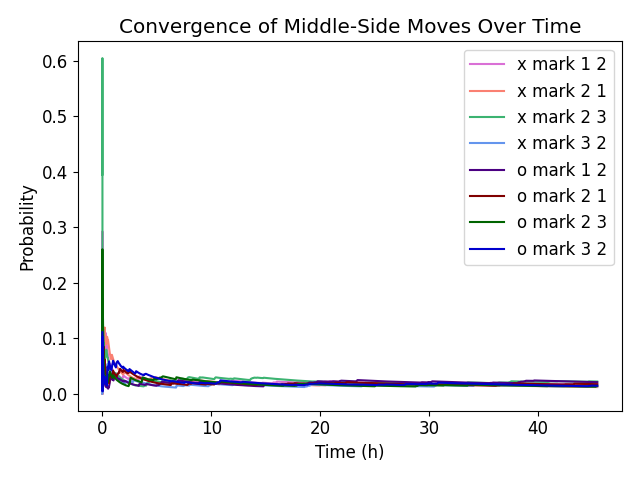 Convergence of Middle-Side Moves Over Time
Probability
0.6
0.5
0.4
0.3
0.2
0.1
0.0
x mark 1 2
x mark 2 1
x mark 2 3
x mark 3 2
o mark 1 2
o mark 2 1
o mark 2 3
o mark 3 2
0 10 20 30 40
Time (h)